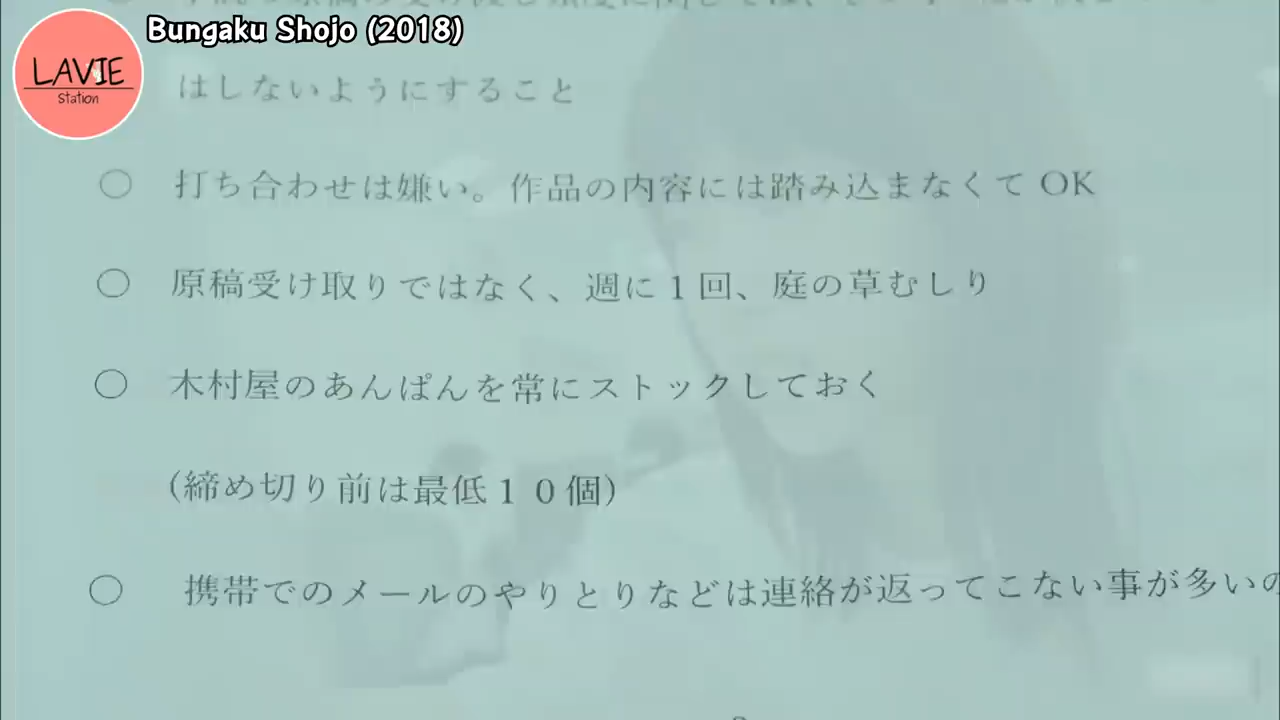 Bungaku Shojo (2018)
LAVIE
Station
はしないようにすること
○ 打ち合わせは嫌い。作品の内容には踏み込まなくて OK
○ 原稿受け取りではなく、週に1回、庭の草むしり
○ 木村屋のあんぱんを常にストックしておく
(締め切り前は最低１０個)
○ 携帯でのメールのやりとりなどは連絡が返ってこない事が多いの